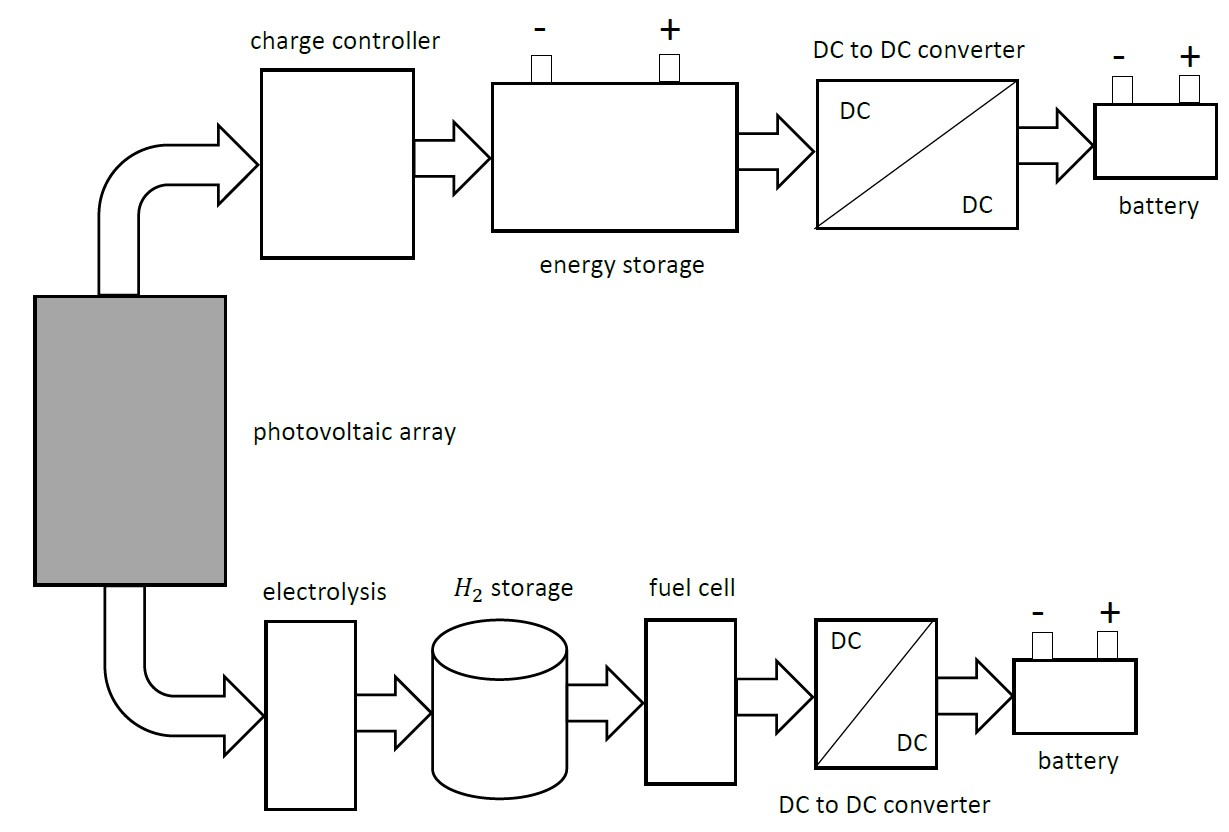 charge controller
- +
energy storage
DC to DC converter
DC
DC
- +
battery
photovoltaic array
electrolysis
H₂ storage
fuel cell
DC
DC
DC to DC converter
- +
battery